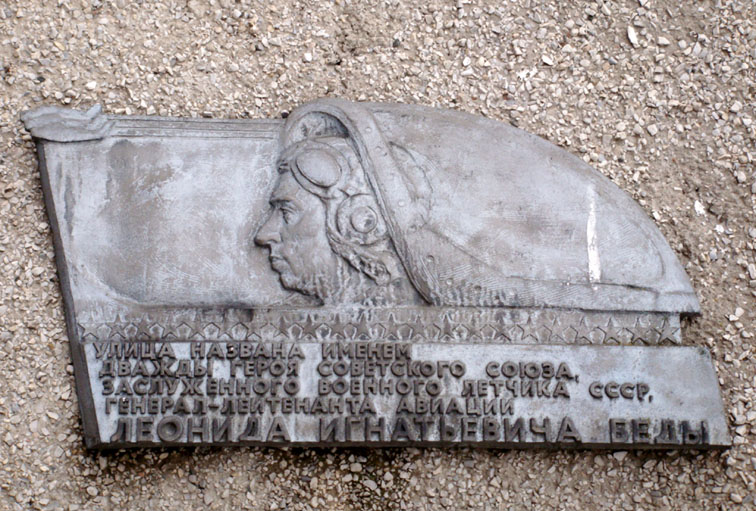 УЛИЦА НАЗВАНА ИМЕНЕМ
ДВАЖДЫ ГЕРОЯ СОВЕТСКОГО СОЮЗА,
ЗАСЛУЖЕННОГО ВОЕННОГО ЛЕТЧИКА СССР,
ГЕНЕРАЛ-ЛЕЙТЕНАНТА АВИАЦИИ
ЛЕОНИДА ИГНАТЬЕВИЧА БЕДЫ